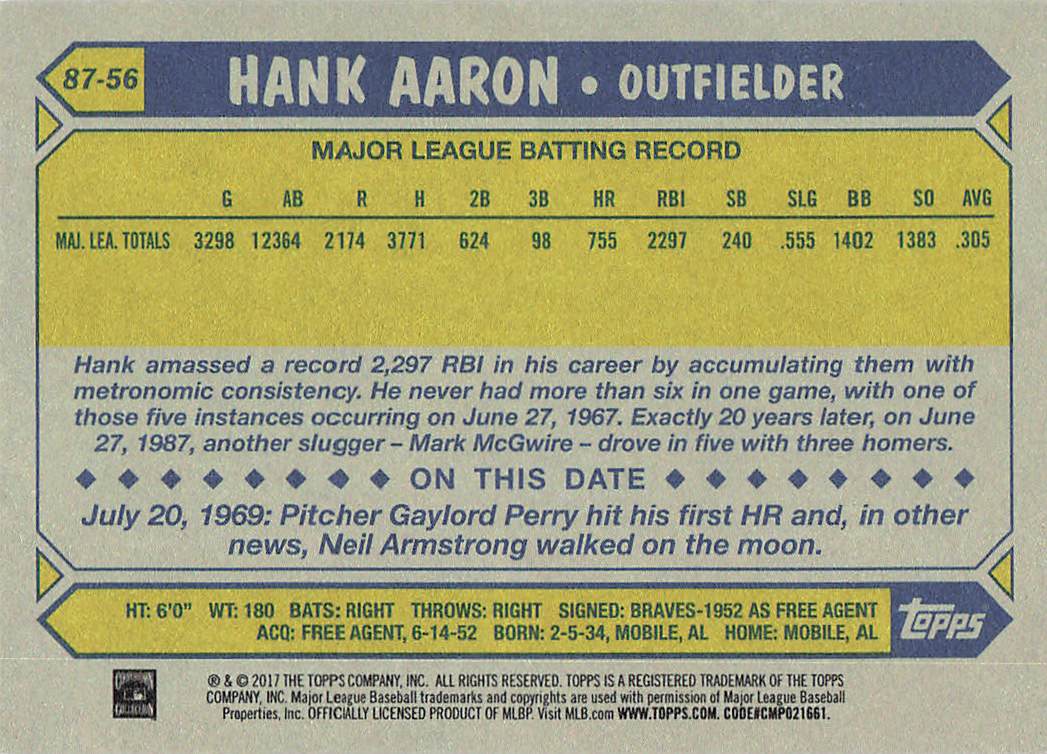 87-56
HANK AARON • OUTFIELDER
MAJOR LEAGUE BATTING RECORD
G AB R H 2B 3B HR RBI SB SLG BB SO AVG
MAJ. LEA. TOTALS 3298 12364 2174 3771 624 98 755 2297 240 .555 1402 1383 .305
Hank amassed a record 2,297 RBI in his career by accumulating them with
metronomic consistency. He never had more than six in one game, with one of
those five instances occurring on June 27, 1967. Exactly 20 years later, on June
27, 1987, another slugger – Mark McGwire – drove in five with three homers.
ON THIS DATE
July 20, 1969: Pitcher Gaylord Perry hit his first HR and, in other
news, Neil Armstrong walked on the moon.
HT: 6'0" WT: 180 BATS: RIGHT THROWS: RIGHT SIGNED: BRAVES-1952 AS FREE AGENT
ACQ: FREE AGENT, 6-14-52 BORN: 2-5-34, MOBILE, AL HOME: MOBILE, AL
TOPPS
® & © 2017 THE TOPPS COMPANY, INC. ALL RIGHTS RESERVED. TOPPS IS A REGISTERED TRADEMARK OF THE TOPPS
COMPANY, INC. Major League Baseball trademarks and copyrights are used with permission of Major League Baseball
Properties, Inc. OFFICIALLY LICENSED PRODUCT OF MLBP. Visit MLB.com WWW.TOPPS.COM. CODE#CMP021661.